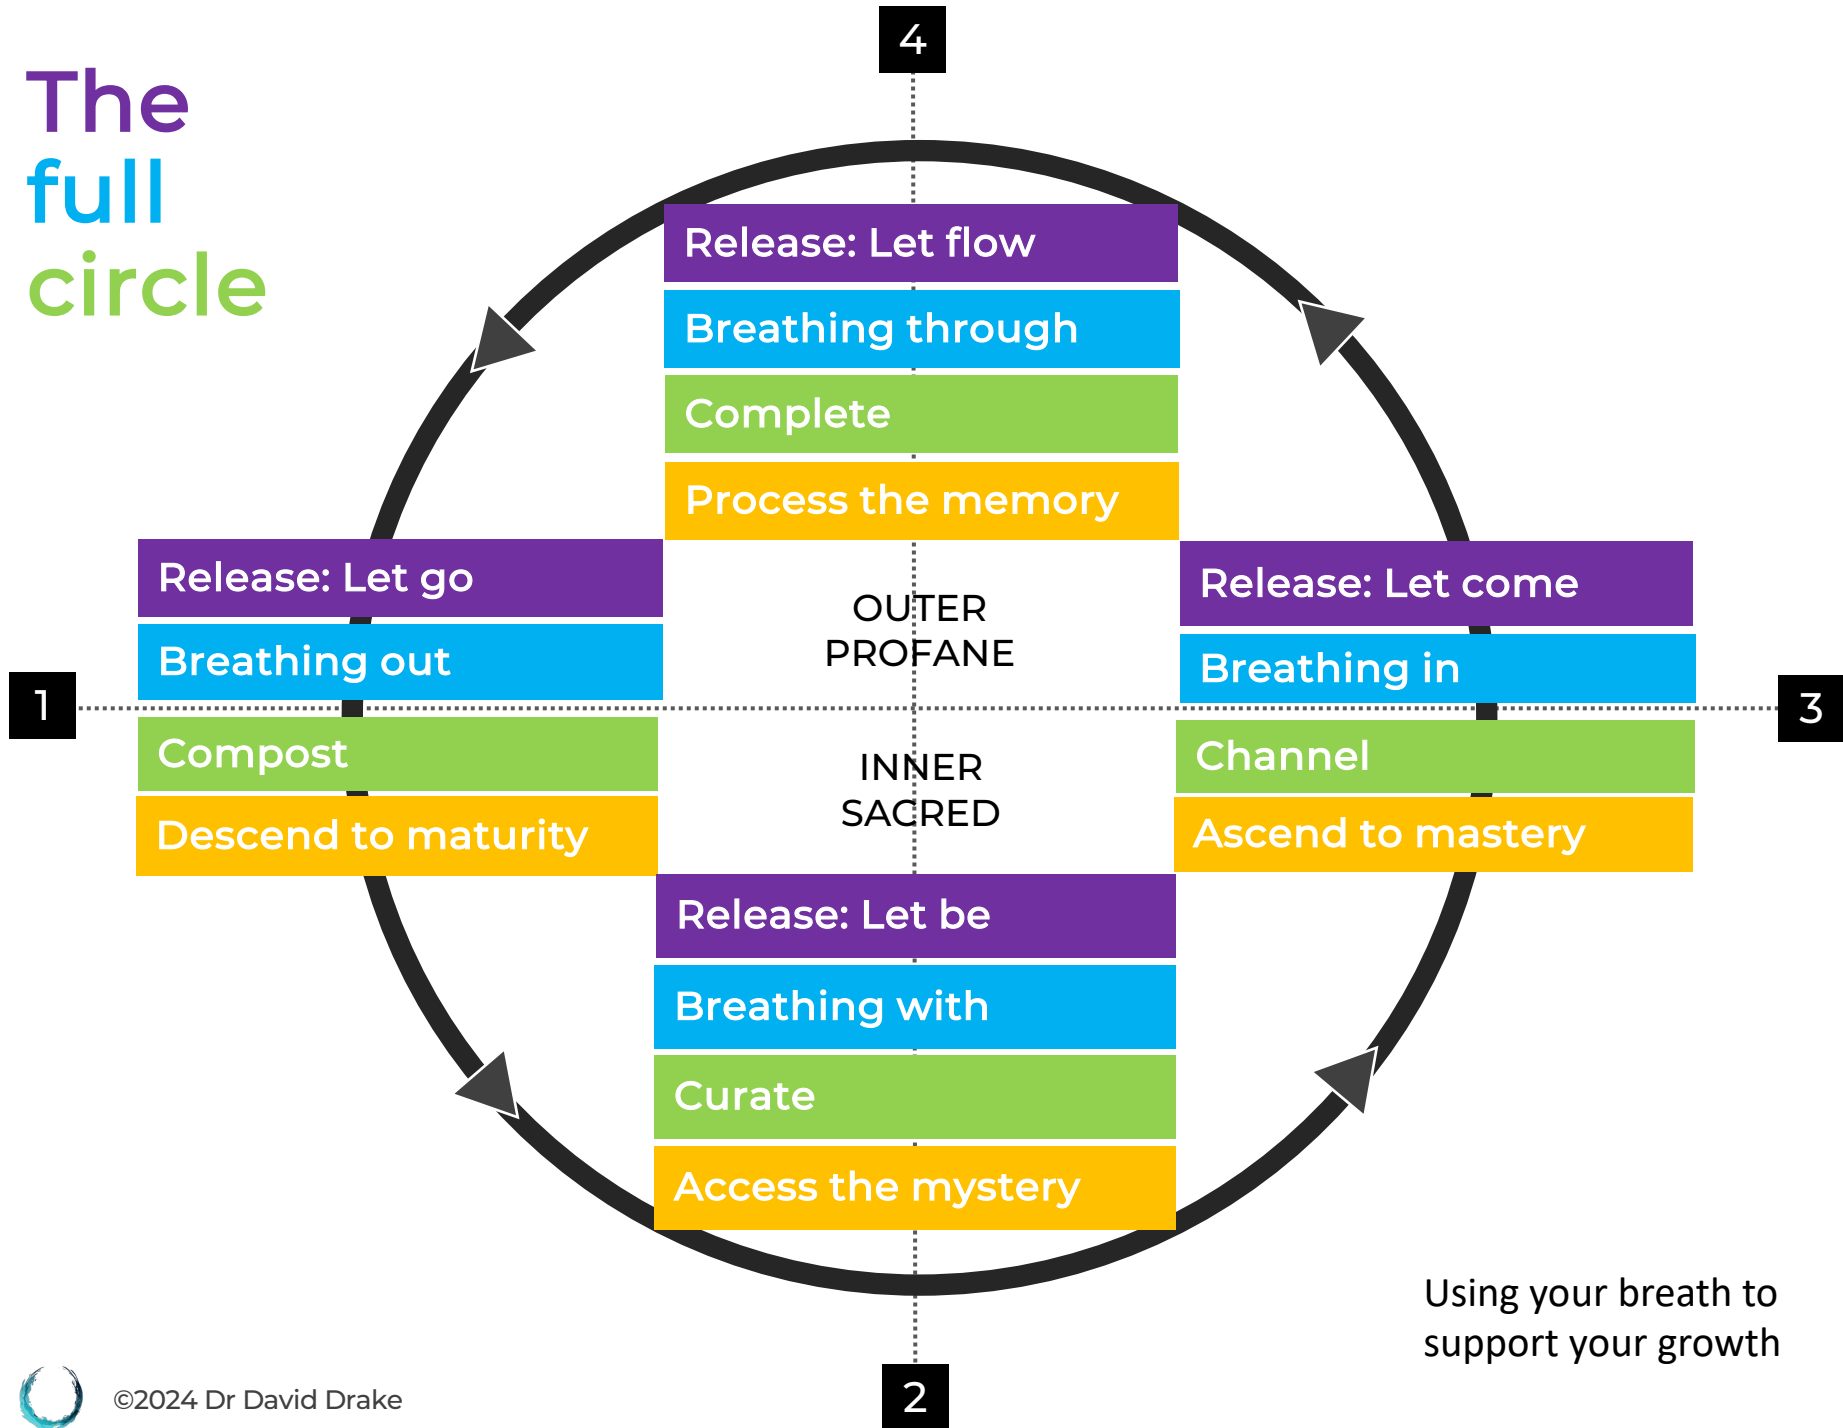 The
full
circle
4
Release: Let flow
Breathing through
Complete
Process the memory
1
Release: Let go
Breathing out
Compost
Descend to maturity
OUTER
PROFANE
INNER
SACRED
3
Release: Let come
Breathing in
Channel
Ascend to mastery
Release: Let be
Breathing with
Curate
Access the mystery
2
Using your breath to
support your growth
©2024 Dr David Drake